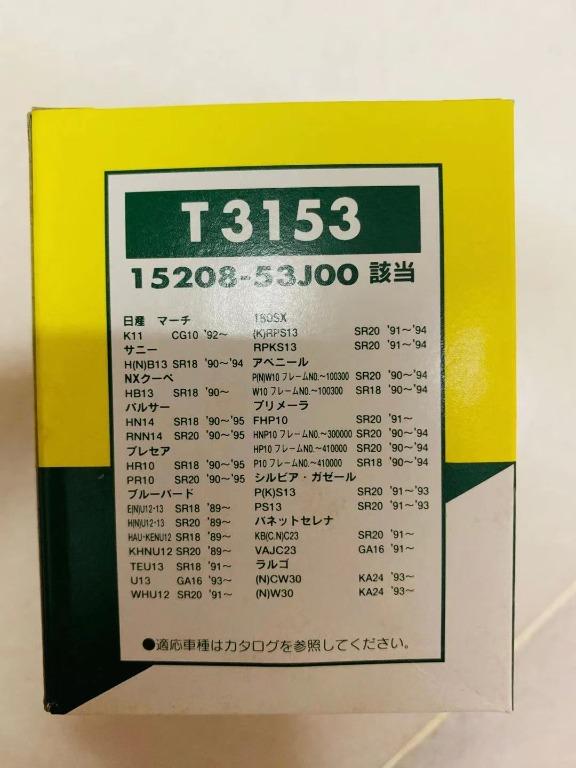 T3153
15208-53J00 該当
日産 マーチ
K11 CG10 '92〜
サニー
H(N)B13 SR18 '90〜'94
NXクーペ
HB13 SR18 '90〜
パルサー
HN14 SR18 '90〜'95
RNN14 SR20 '90〜'95
プレセア
HR10 SR18 '90〜'95
PR10 SR20 '90〜'95
ブルーバード
E(N)U12・13 SR18 '89〜
H(N)U12・13 SR20 '89〜
HAU・KENU12 SR18 '89〜
KHNU12 SR20 '89〜
TEU13 SR18 '91〜
U13 GA16 '93〜
WHU12 SR20 '91〜
180SX
(K)RPS13 SR20 '91〜'94
RPKS13 SR20 '91〜'94
アベニール
P(N)W10 フレームNO.〜100300 SR20 '90〜'94
W10 フレームNO.〜100300 SR18 '90〜'94
プリメーラ
FHP10 SR20 '91〜
HNP10 フレームNO.〜300000 SR20 '90〜'94
HP10 フレームNO.〜410000 SR20 '90〜'94
P10 フレームNO.〜410000 SR18 '90〜'94
シルビア・ガゼール
P(K)S13 SR20 '91〜'93
PS13 SR20 '91〜'93
バネットセレナ
KB(C.N)C23 SR20 '91〜
VAJC23 GA16 '91〜
ラルゴ
(N)CW30 KA24 '93〜
(N)W30 KA24 '93〜
●適応車種はカタログを参照してください。